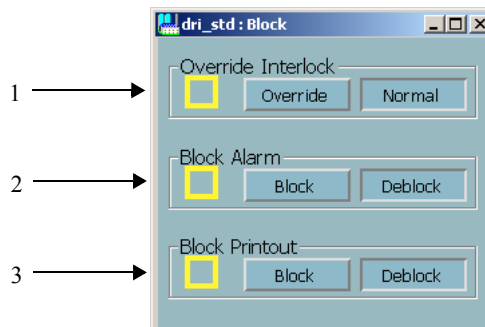 dri_std : Block
Override Interlock
1
Override Normal
Block Alarm
2
Block Deblock
Block Printout
3
Block Deblock